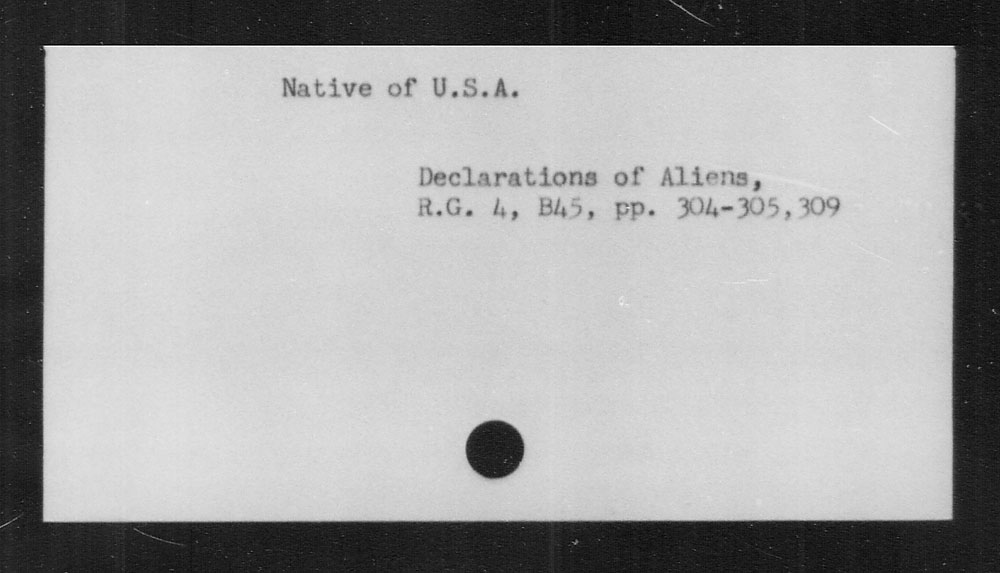 Native of U.S.A.
Declarations of Aliens,
R.G. 4, B45, pp. 304-305,309